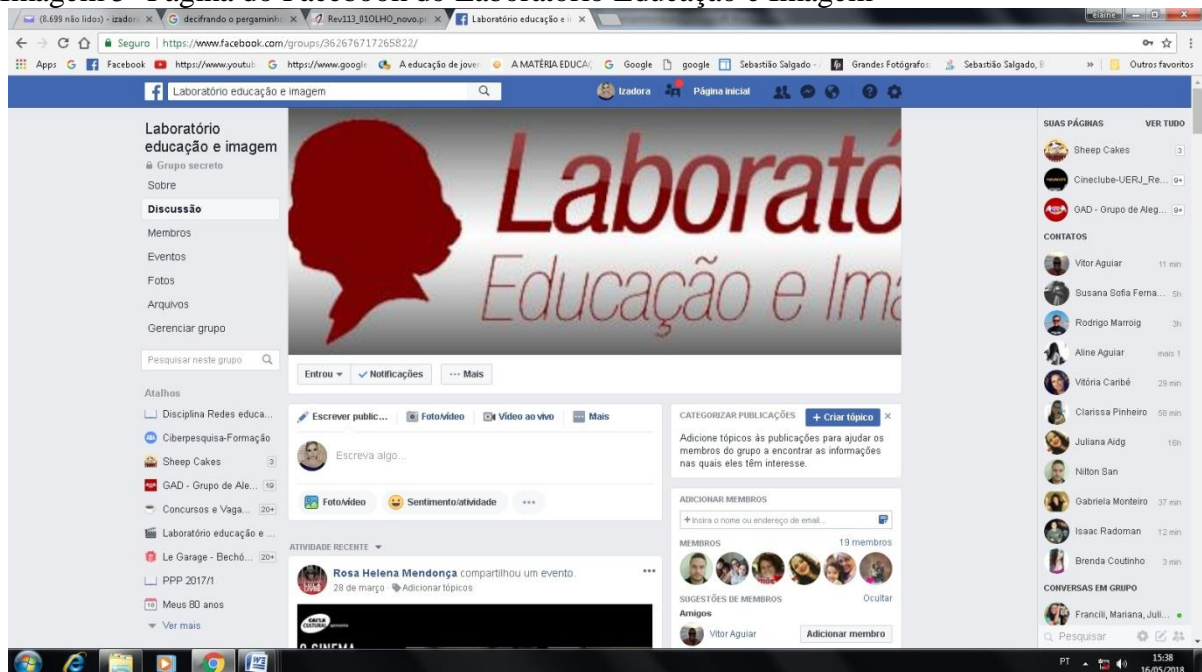 Imagem 3- Página do Facebook do Laboratório Educação e Imagem
elaine
(8.699 não lidos) - izador
decifrando o pergaminh
Rev113_01OLHO_novo.p
Laboratório educação e i
Seguro | https://www.facebook.com/groups/362676717265822/
Apps
Facebook
https://www.youtub
https://www.google
A educação de joven
A MATÉRIA EDUCAÇ
Google
google
Sebastião Salgado -
Grandes Fotógrafos:
Sebastião Salgado,
»
Outros favoritos
Laboratório educação e imagem
Izadora
Página inicial
Laboratório
educação e imagem
Grupo secreto
Sobre
Discussão
Membros
Eventos
Fotos
Arquivos
Gerenciar grupo
Pesquisar neste grupo
Atalhos
Disciplina Redes educa...
Ciberpesquisa-Formação
Sheep Cakes 3
GAD - Grupo de Ale... 19
Concursos e Vaga... 20+
Laboratório educação e ...
Le Garage - Bechó... 20+
PPP 2017/1
Meus 80 anos
Ver mais
Laborató
Educação e Ima
Entrou
Notificações
··· Mais
Escrever public...
Foto/vídeo
Vídeo ao vivo
Mais
Escreva algo...
Foto/vídeo
Sentimento/atividade
···
ATIVIDADE RECENTE
Rosa Helena Mendonça compartilhou um evento.
28 de março · Adicionar tópicos
CAIXA
CULTURAL
O CINEMA
CATEGORIZAR PUBLICAÇÕES
+ Criar tópico
×
Adicione tópicos às publicações para ajudar os
membros do grupo a encontrar as informações
nas quais eles têm interesse.
ADICIONAR MEMBROS
+ Insira o nome ou endereço de email...
MEMBROS
19 membros
SUGESTÕES DE MEMBROS
Ocultar
Amigos
Vitor Aguiar
Adicionar membro
SUAS PÁGINAS
VER TUDO
Sheep Cakes 3
Cineclube-UERJ_Re... 9+
GAD - Grupo de Aleg... 9+
CONTATOS
Vitor Aguiar 11 min
Susana Sofia Ferna... 5h
Rodrigo Marroig 3h
Aline Aguiar mais 1
Vitória Caribé 29 min
Clarissa Pinheiro 58 min
Juliana Aidg 16h
Nilton San
Gabriela Monteiro 37 min
Isaac Radoman 12 min
Brenda Coutinho 3 min
CONVERSAS EM GRUPO
Francili, Mariana, Juli...
Pesquisar
PT
15:38
16/05/2018